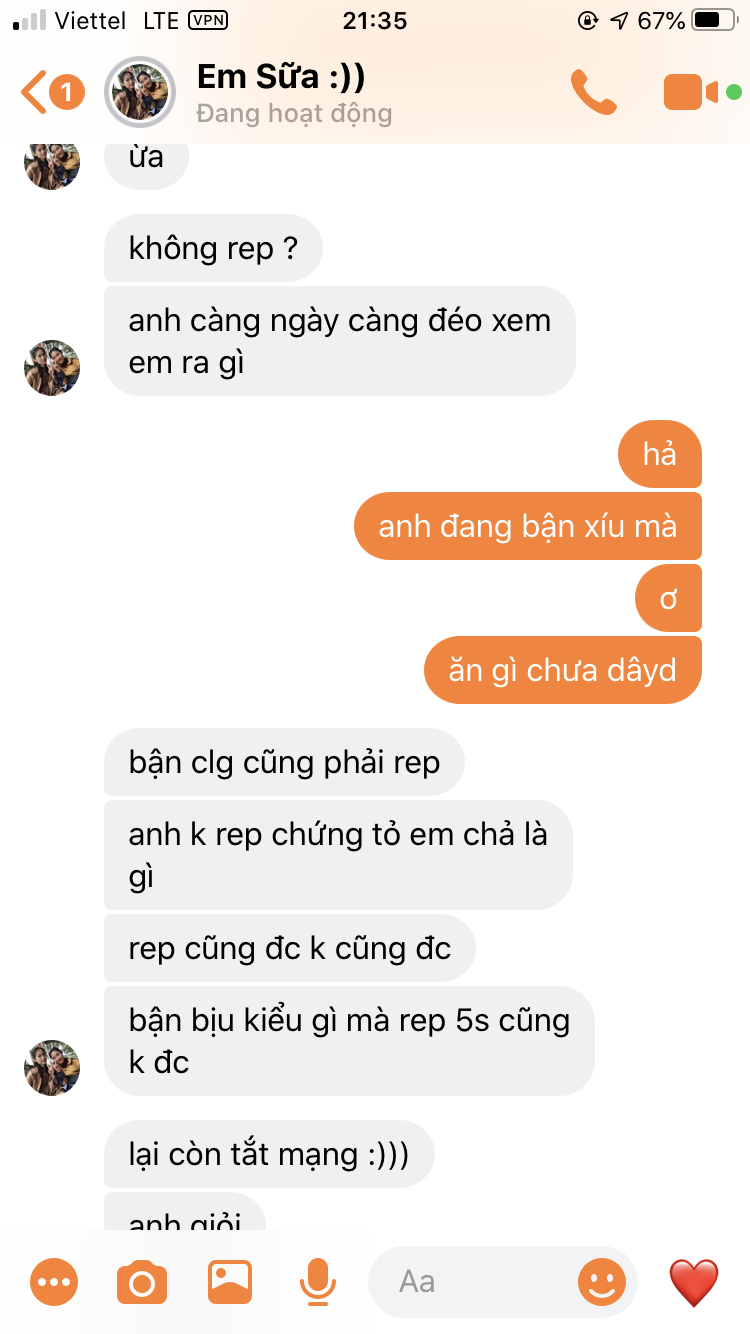 Viettel LTE VPN 21:35 67%
1 Em Sữa :))
Đang hoạt động
ừa
không rep ?
anh càng ngày càng đéo xem
em ra gì
hả
anh đang bận xíu mà
ơ
ăn gì chưa dâyd
bận clg cũng phải rep
anh k rep chứng tỏ em chả là
gì
rep cũng đc k cũng đc
bận bịu kiểu gì mà rep 5s cũng
k đc
lại còn tắt mạng :)))
anh giỏi
Aa